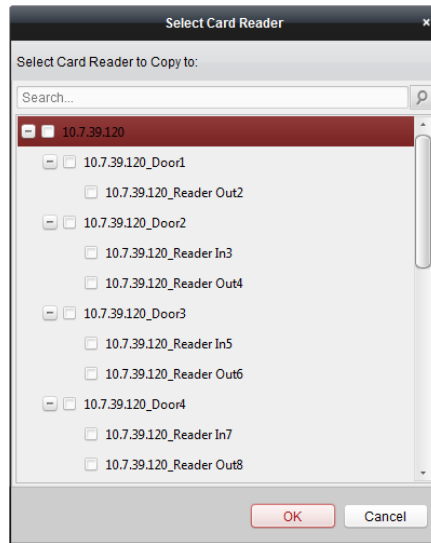 Select Card Reader
Select Card Reader to Copy to:
Search...
10.7.39.120
10.7.39.120_Door1
10.7.39.120_Reader Out2
10.7.39.120_Door2
10.7.39.120_Reader In3
10.7.39.120_Reader Out4
10.7.39.120_Door3
10.7.39.120_Reader In5
10.7.39.120_Reader Out6
10.7.39.120_Door4
10.7.39.120_Reader In7
10.7.39.120_Reader Out8
OK Cancel